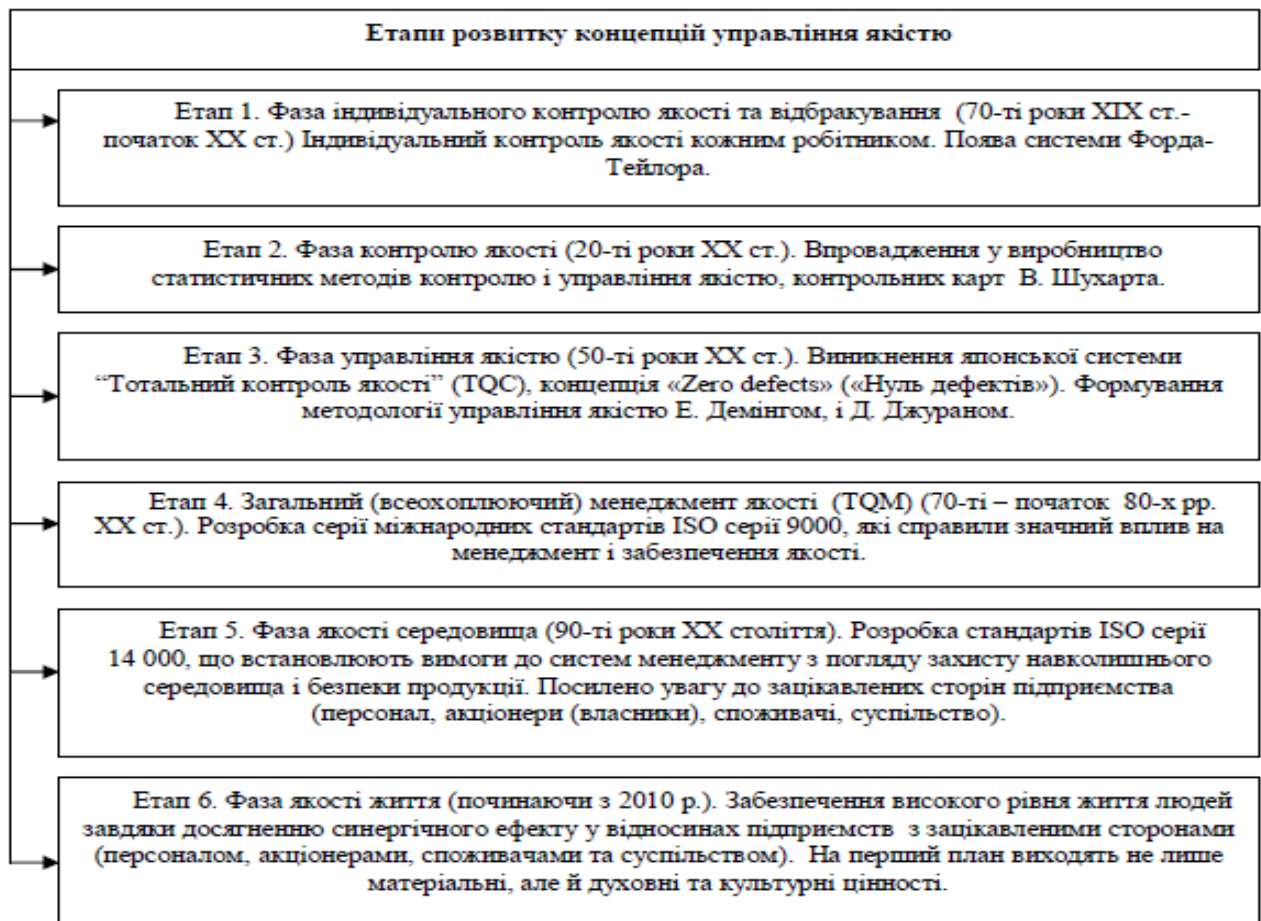 Етапи розвитку концепцій управління якістю
Етап 1. Фаза індивідуального контролю якості та відбракування (70-ті роки XIX ст.-
початок XX ст.) Індивідуальний контроль якості кожним робітником. Поява системи Форда-
Тейлора.
Етап 2. Фаза контролю якості (20-ті роки XX ст.). Впровадження у виробництво
статистичних методів контролю і управління якістю, контрольних карт В. Шухарта.
Етап 3. Фаза управління якістю (50-ті роки XX ст.). Виникнення японської системи
“Тотальний контроль якості” (TQC), концепція «Zero defects» («Нуль дефектів»). Формування
методології управління якістю Е. Демінгом, і Д. Джураном.
Етап 4. Загальний (всеохоплюючий) менеджмент якості (TQM) (70-ті – початок 80-х рр.
XX ст.). Розробка серії міжнародних стандартів ISO серії 9000, які справили значний вплив на
менеджмент і забезпечення якості.
Етап 5. Фаза якості середовища (90-ті роки XX століття). Розробка стандартів ISO серії
14 000, що встановлюють вимоги до систем менеджменту з погляду захисту навколишнього
середовища і безпеки продукції. Посилено увагу до зацікавлених сторін підприємства
(персонал, акціонери (власники), споживачі, суспільство).
Етап 6. Фаза якості життя (починаючи з 2010 р.). Забезпечення високого рівня життя людей
завдяки досягненню синергічного ефекту у відносинах підприємств з зацікавленими сторонами
(персоналом, акціонерами, споживачами та суспільством). На перший план виходять не лише
матеріальні, але й духовні та культурні цінності.